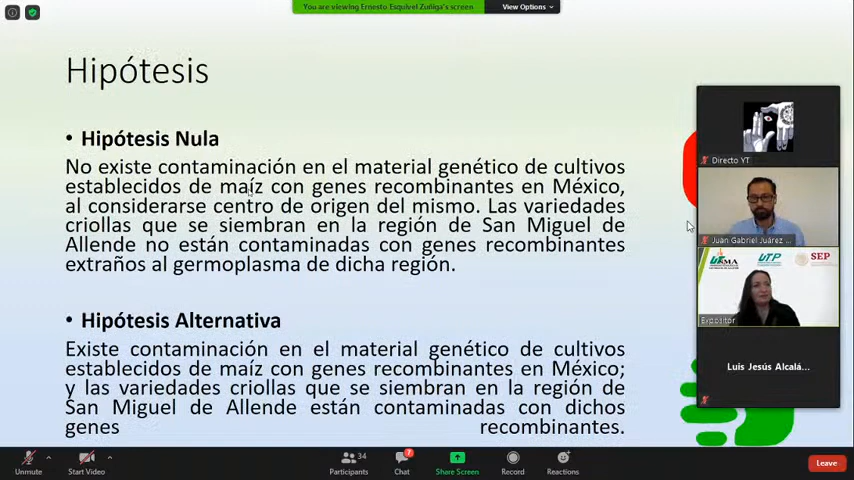 You are viewing Ernesto Esquivel Zuñiga's screen
View Options
Hipótesis
• Hipótesis Nula
No existe contaminación en el material genético de cultivos
establecidos de maíz con genes recombinantes en México,
al considerarse centro de origen del mismo. Las variedades
criollas que se siembran en la región de San Miguel de
Allende no están contaminadas con genes recombinantes
extraños al germoplasma de dicha región.
• Hipótesis Alternativa
Existe contaminación en el material genético de cultivos
establecidos de maíz con genes recombinantes en México;
y las variedades criollas que se siembran en la región de
San Miguel de Allende están contaminadas con dichos
genes recombinantes.
Directo YT
Juan Gabriel Juárez ...
UTP
SEP
Expositor
Luis Jesús Alcalá...
Unmute
Start Video
Participants
34
Chat
7
Share Screen
Record
Reactions
Leave